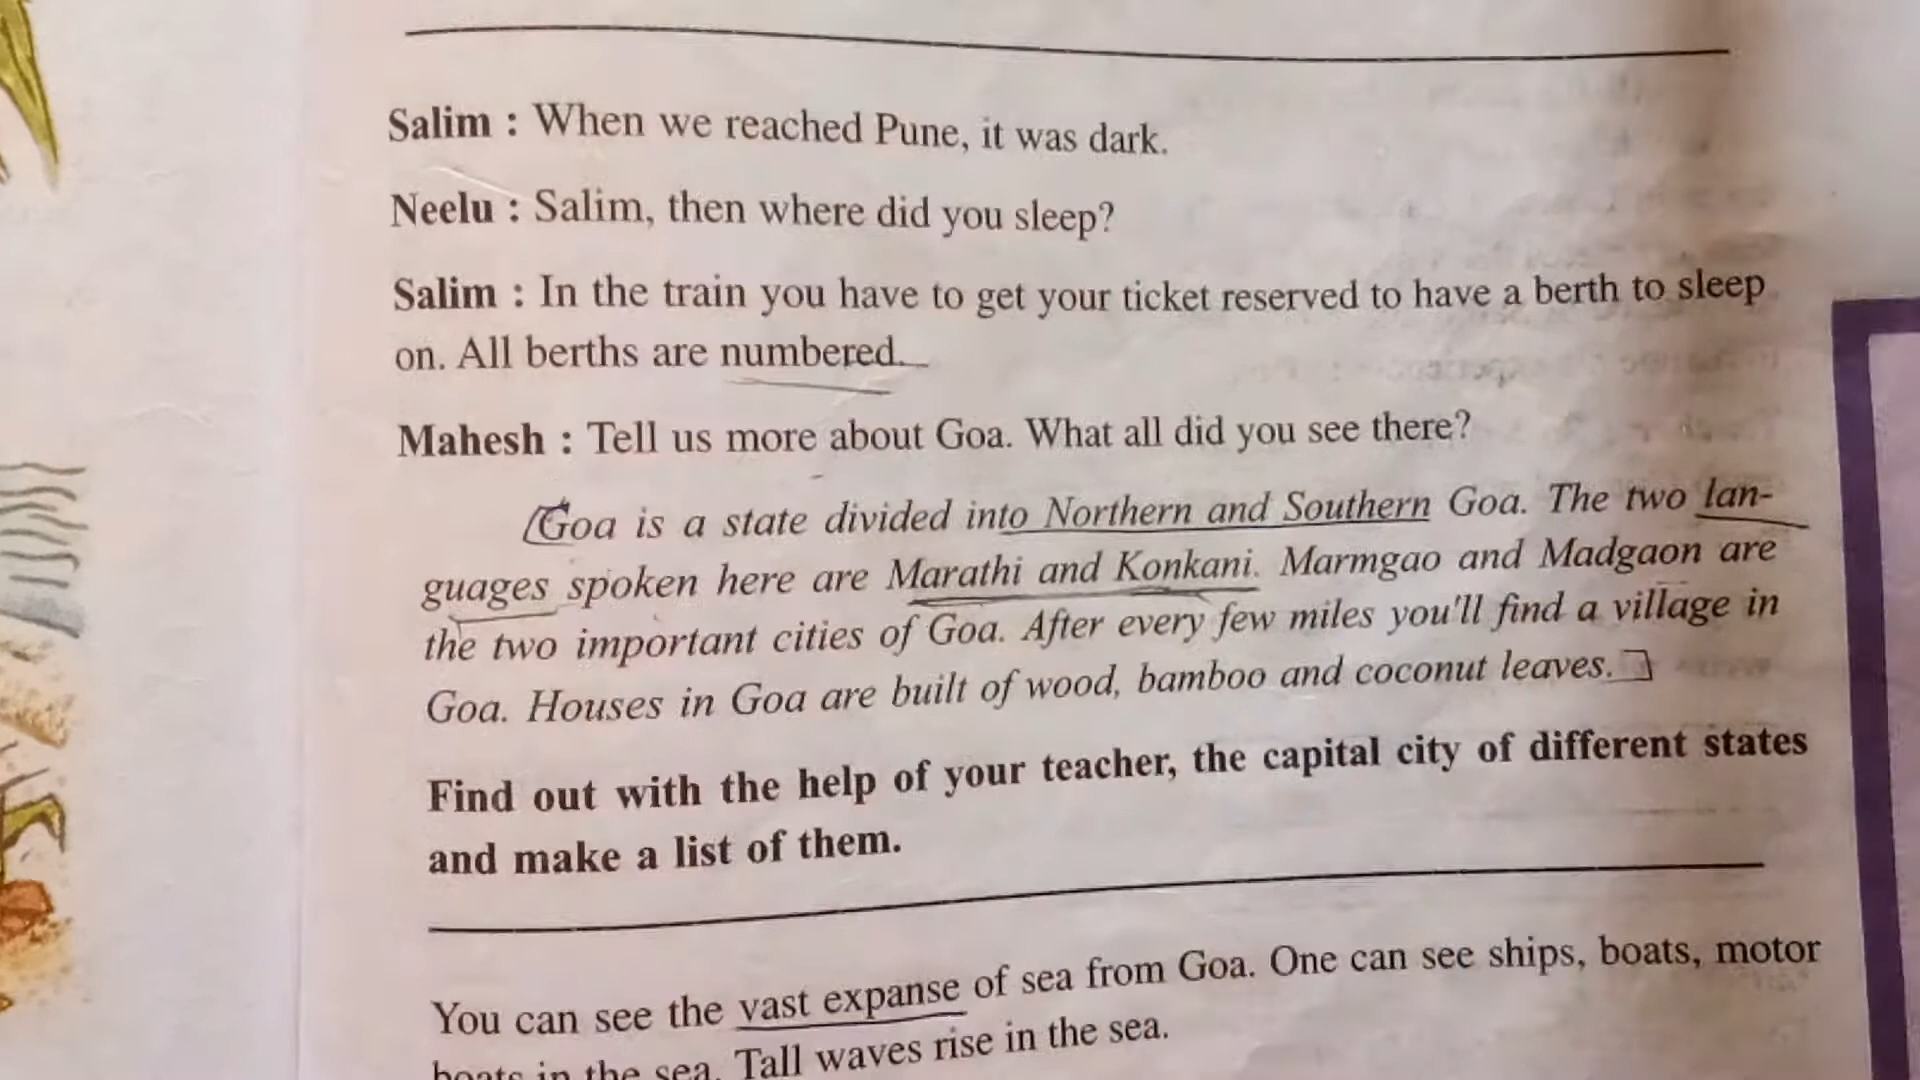 Salim : When we reached Pune, it was dark.
Neelu : Salim, then where did you sleep?
Salim : In the train you have to get your ticket reserved to have a berth to sleep
on. All berths are numbered.
Mahesh : Tell us more about Goa. What all did you see there?
Goa is a state divided into Northern and Southern Goa. The two lan-
guages spoken here are Marathi and Konkani. Marmgao and Madgaon are
the two important cities of Goa. After every few miles you'll find a village in
Goa. Houses in Goa are built of wood, bamboo and coconut leaves.
Find out with the help of your teacher, the capital city of different states
and make a list of them.
You can see the vast expanse of sea from Goa. One can see ships, boats, motor
boats in the sea. Tall waves rise in the sea.